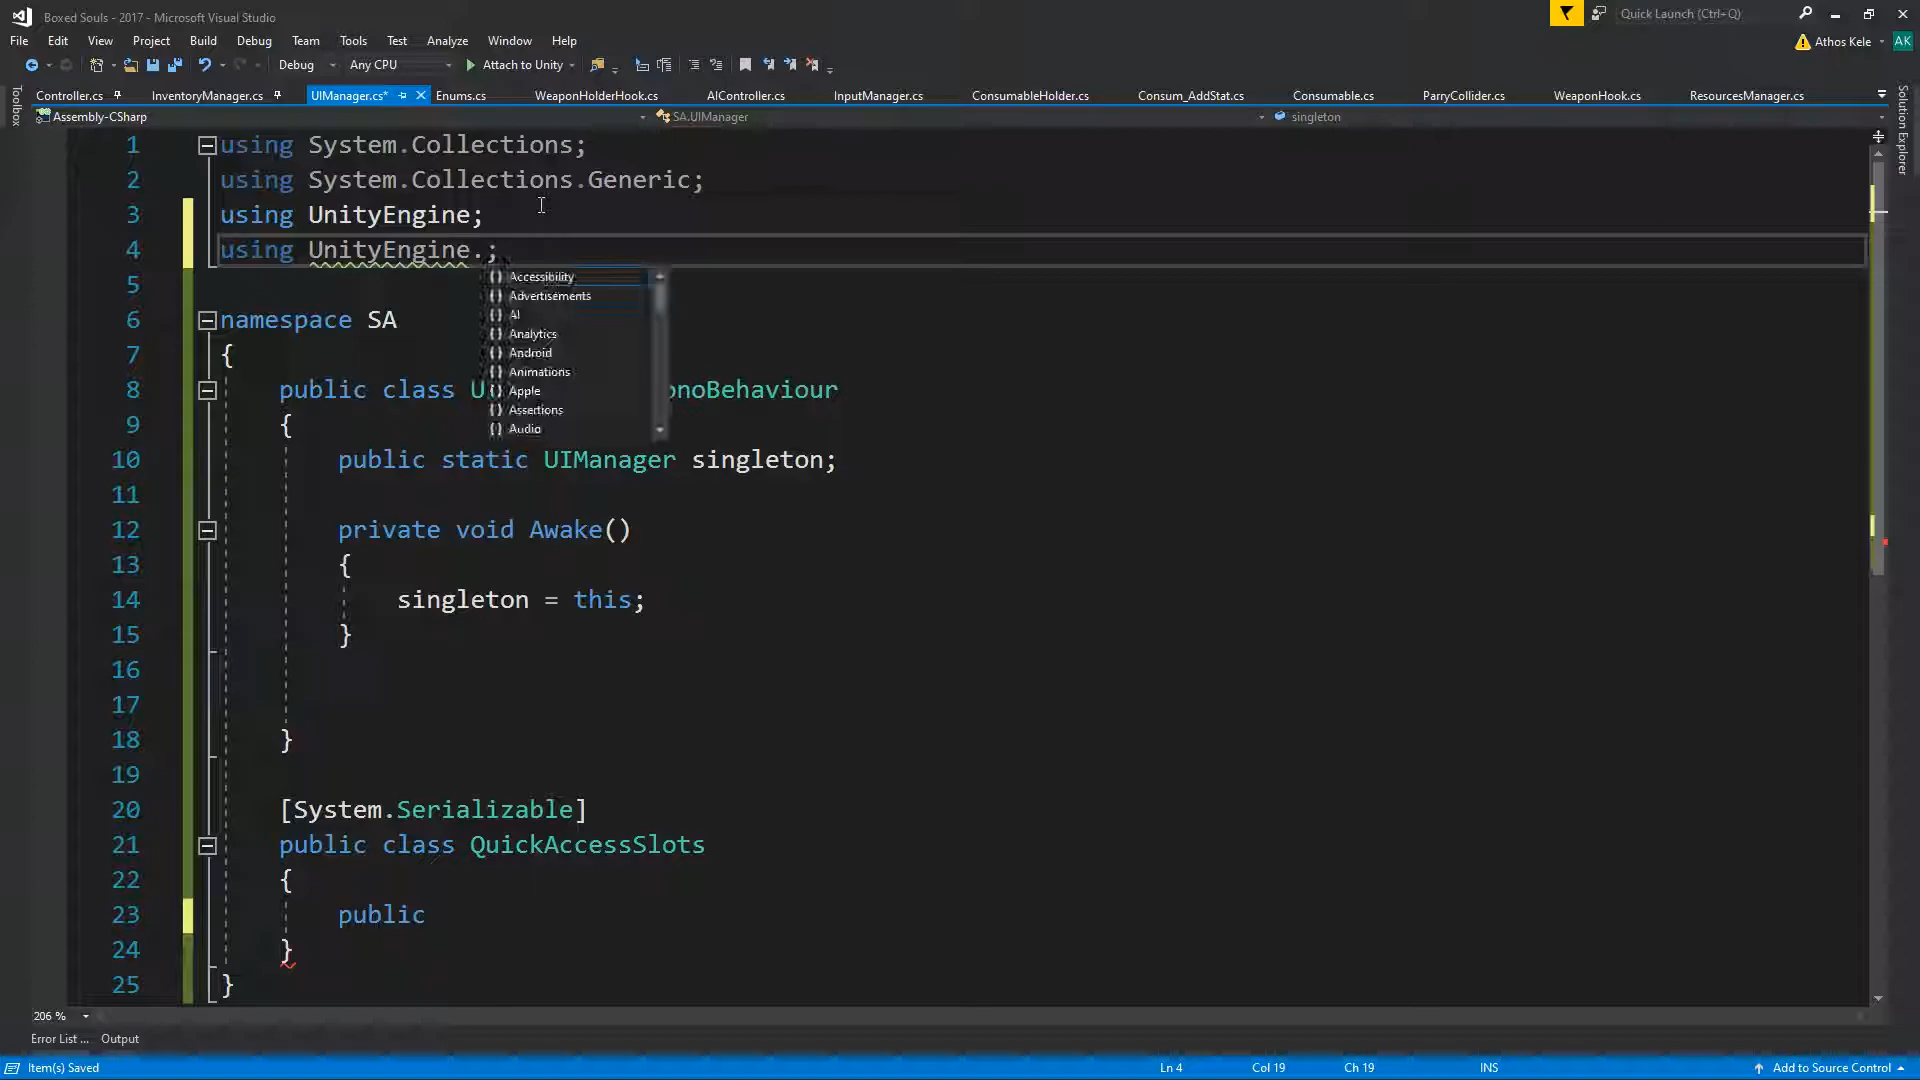 Boxed Souls - 2017 - Microsoft Visual Studio
Quick Launch (Ctrl+Q)
File Edit View Project Build Debug Team Tools Test Analyze Window Help
Athos Kele AK
Debug Any CPU Attach to Unity
Toolbox
Controller.cs InventoryManager.cs UIManager.cs* Enums.cs WeaponHolderHook.cs AIController.cs InputManager.cs ConsumableHolder.cs Consum_AddStat.cs Consumable.cs ParryCollider.cs WeaponHook.cs ResourcesManager.cs
Solution Explorer
Assembly-CSharp SA.UIManager singleton
1 using System.Collections;
2 using System.Collections.Generic;
3 using UnityEngine;
4 using UnityEngine.;
Accessibility
5
Advertisements
AI
6 namespace SA
Analytics
7 {
Android
Animations
8 public class U onoBehaviour
Apple
Assertions
9 {
Audio
10 public static UIManager singleton;
11
12 private void Awake()
13 {
14 singleton = this;
15 }
16
17
18 }
19
20 [System.Serializable]
21 public class QuickAccessSlots
22 {
23 public
24 }
25 }
206 %
Error List ... Output
Item(s) Saved Ln 4 Col 19 Ch 19 INS Add to Source Control